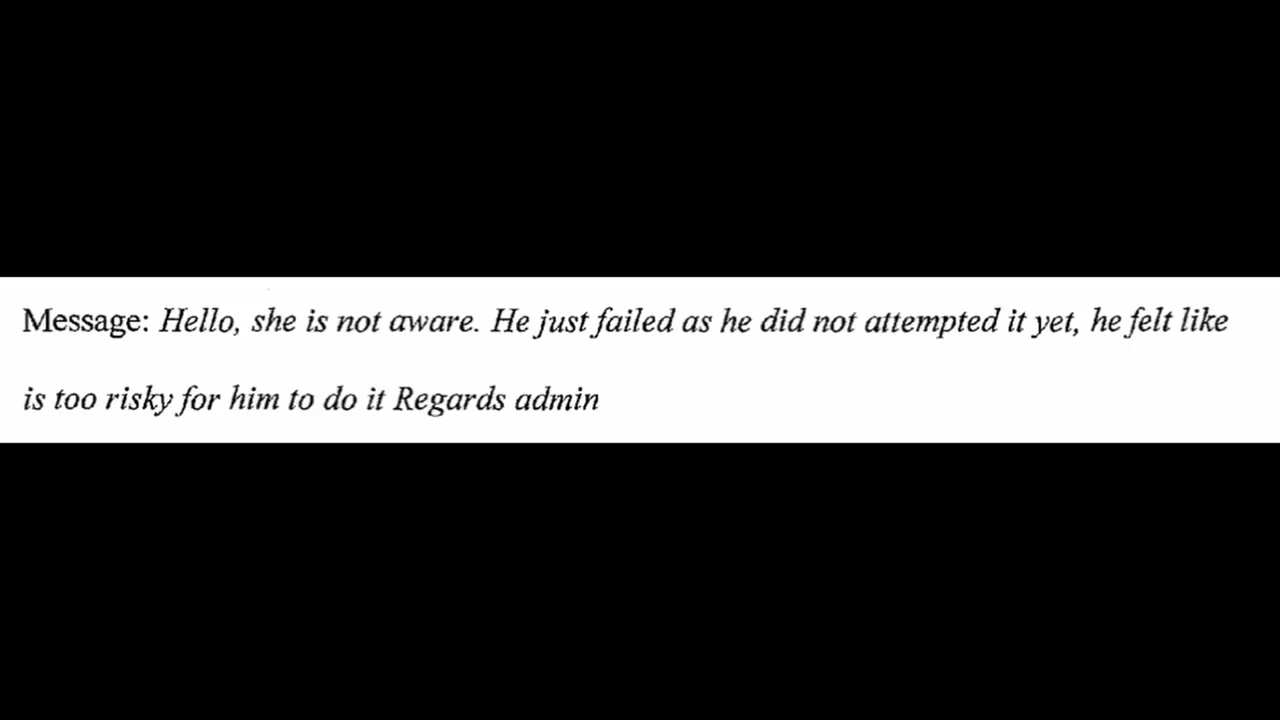 Message: Hello, she is not aware. He just failed as he did not attempted it yet, he felt like
is too risky for him to do it Regards admin